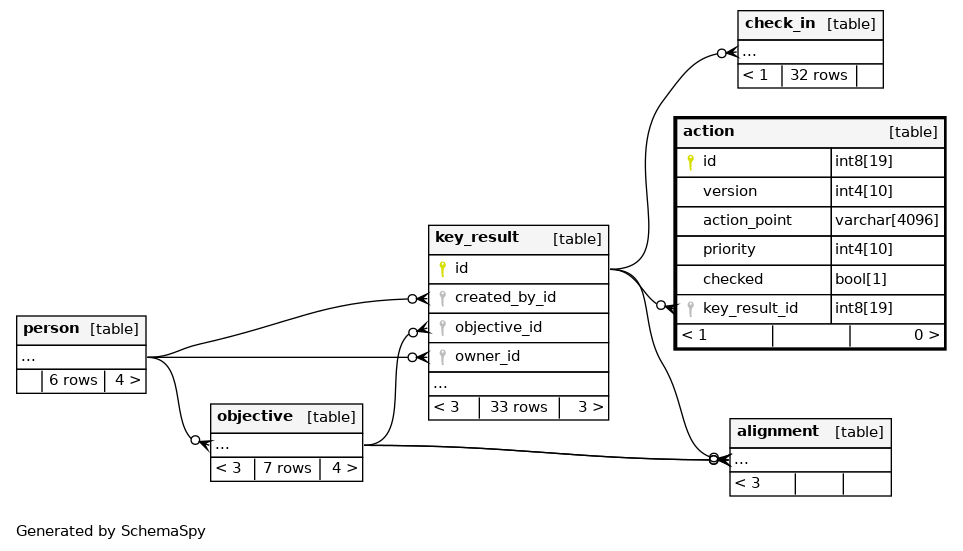 check_in [table]
...
< 1 32 rows
action [table]
id int8[19]
version int4[10]
action_point varchar[4096]
priority int4[10]
checked bool[1]
key_result_id int8[19]
< 1 0 >
key_result [table]
id
created_by_id
objective_id
owner_id
...
< 3 33 rows 3 >
person [table]
...
6 rows 4 >
objective [table]
...
< 3 7 rows 4 >
alignment [table]
...
< 3
Generated by SchemaSpy